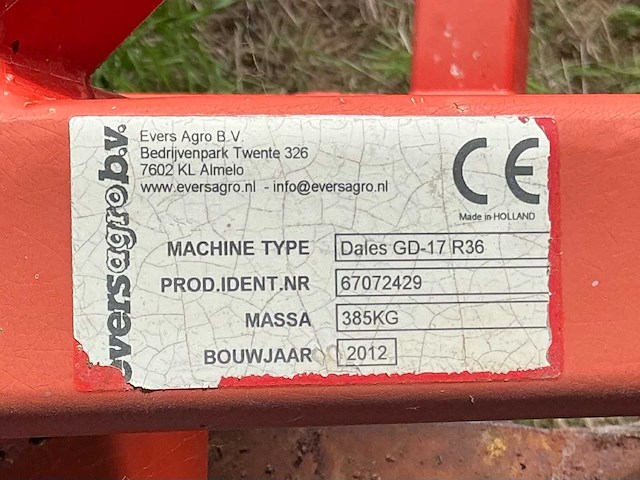 eversagro b.v.
Evers Agro B.V.
Bedrijvenpark Twente 326
7602 KL Almelo
www.eversagro.nl - info@eversagro.nl
CE
Made in HOLLAND
MACHINE TYPE Dales GD-17 R36
PROD.IDENT.NR 67072429
MASSA 385KG
BOUWJAAR 2012